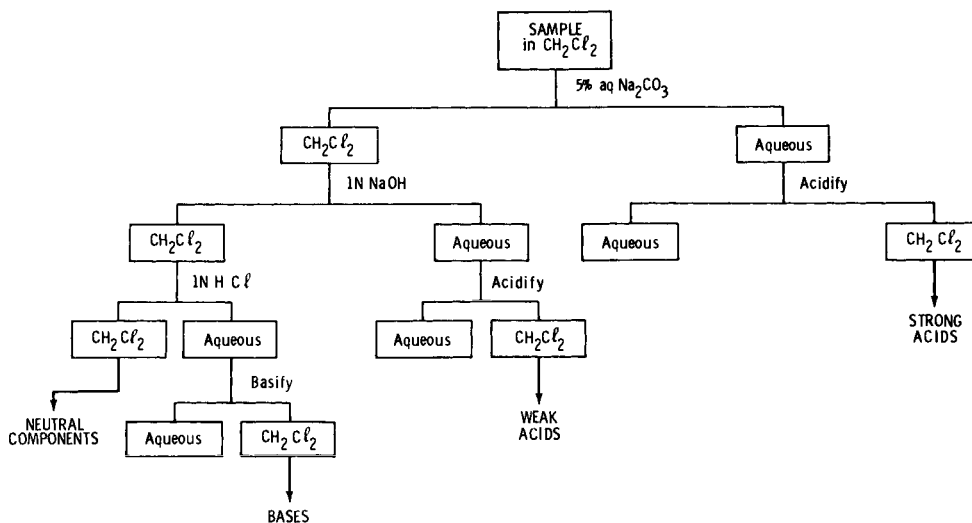 SAMPLE
in CH₂Cℓ₂
5% aq Na₂CO₃
CH₂Cℓ₂
Aqueous
1N NaOH
Acidify
CH₂Cℓ₂
Aqueous
Aqueous
CH₂Cℓ₂
1N HCℓ
Acidify
CH₂Cℓ₂
Aqueous
Aqueous
CH₂Cℓ₂
STRONG
ACIDS
Basify
NEUTRAL
COMPONENTS
Aqueous
CH₂Cℓ₂
WEAK
ACIDS
BASES